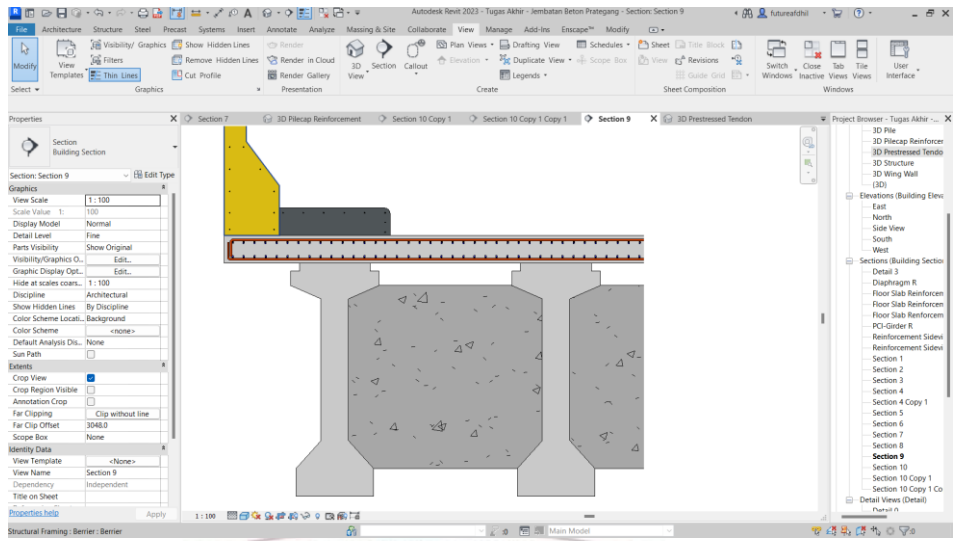 Autodesk Revit 2023 - Tugas Akhir - Jembatan Beton Prategang - Section: Section 9
futureafdhil
File Architecture Structure Steel Precast Systems Insert Annotate Analyze Massing & Site Collaborate View Manage Add-Ins Enscape™ Modify
Modify
View Templates
Visibility/ Graphics
Filters
Thin Lines
Show Hidden Lines
Remove Hidden Lines
Cut Profile
Render
Render in Cloud
Render Gallery
3D View
Section
Callout
Plan Views
Elevation
Drafting View
Duplicate View
Legends
Schedules
Scope Box
Sheet
View
Title Block
Revisions
Guide Grid
Switch Windows
Close Inactive
Tab Views
Tile Views
User Interface
Select
Graphics
Presentation
Create
Sheet Composition
Windows
Properties
Section 7
3D Pilecap Reinforcement
Section 10 Copy 1
Section 10 Copy 1 Copy 1
Section 9
3D Prestressed Tendon
Project Browser - Tugas Akhir -...
Section
Building Section
Section: Section 9
Edit Type
Graphics
View Scale 1 : 100
Scale Value 1: 100
Display Model Normal
Detail Level Fine
Parts Visibility Show Original
Visibility/Graphics O... Edit...
Graphic Display Opt... Edit...
Hide at scales coars... 1 : 100
Discipline Architectural
Show Hidden Lines By Discipline
Color Scheme Locati... Background
Color Scheme <none>
Default Analysis Dis... None
Sun Path
Extents
Crop View
Crop Region Visible
Annotation Crop
Far Clipping Clip without line
Far Clip Offset 3048.0
Scope Box None
Identity Data
View Template <None>
View Name Section 9
Dependency Independent
Title on Sheet
Properties help
Apply
1 : 100
3D Pile
3D Pilecap Reinforcer
3D Prestressed Tendo
3D Structure
3D Wing Wall
{3D}
Elevations (Building Eleva
East
North
Side View
South
West
Sections (Building Section
Detail 3
Diaphragm R
Floor Slab Reinforcen
Floor Slab Reinforcen
Floor Slab Renforcem
PCI-Girder R
Reinforcement Sidevi
Reinforcement Sidevi
Section 1
Section 2
Section 3
Section 4
Section 4 Copy 1
Section 5
Section 6
Section 7
Section 8
Section 9
Section 10
Section 10 Copy 1
Section 10 Copy 1 Co
Detail Views (Detail)
Detail 0
Structural Framing : Berrier : Berrier
:0
Main Model
:0